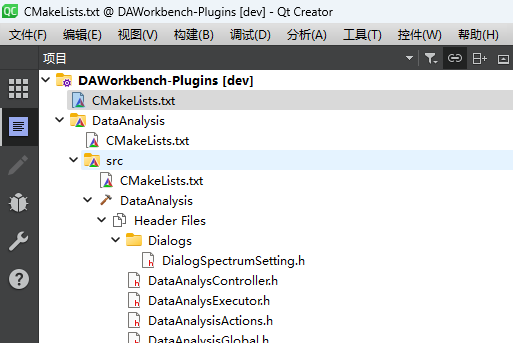 QC CMakeLists.txt @ DAWorkbench-Plugins [dev] - Qt Creator
文件(F) 编辑(E) 视图(V) 构建(B) 调试(D) 分析(A) 工具(T) 控件(W) 帮助(H)
项目
DAWorkbench-Plugins [dev]
CMakeLists.txt
DataAnalysis
CMakeLists.txt
src
CMakeLists.txt
DataAnalysis
Header Files
Dialogs
DialogSpectrumSetting.h
DataAnalysController.h
DataAnalysExecutor.h
DataAnalysisActions.h
DataAnalysisGlobal.h